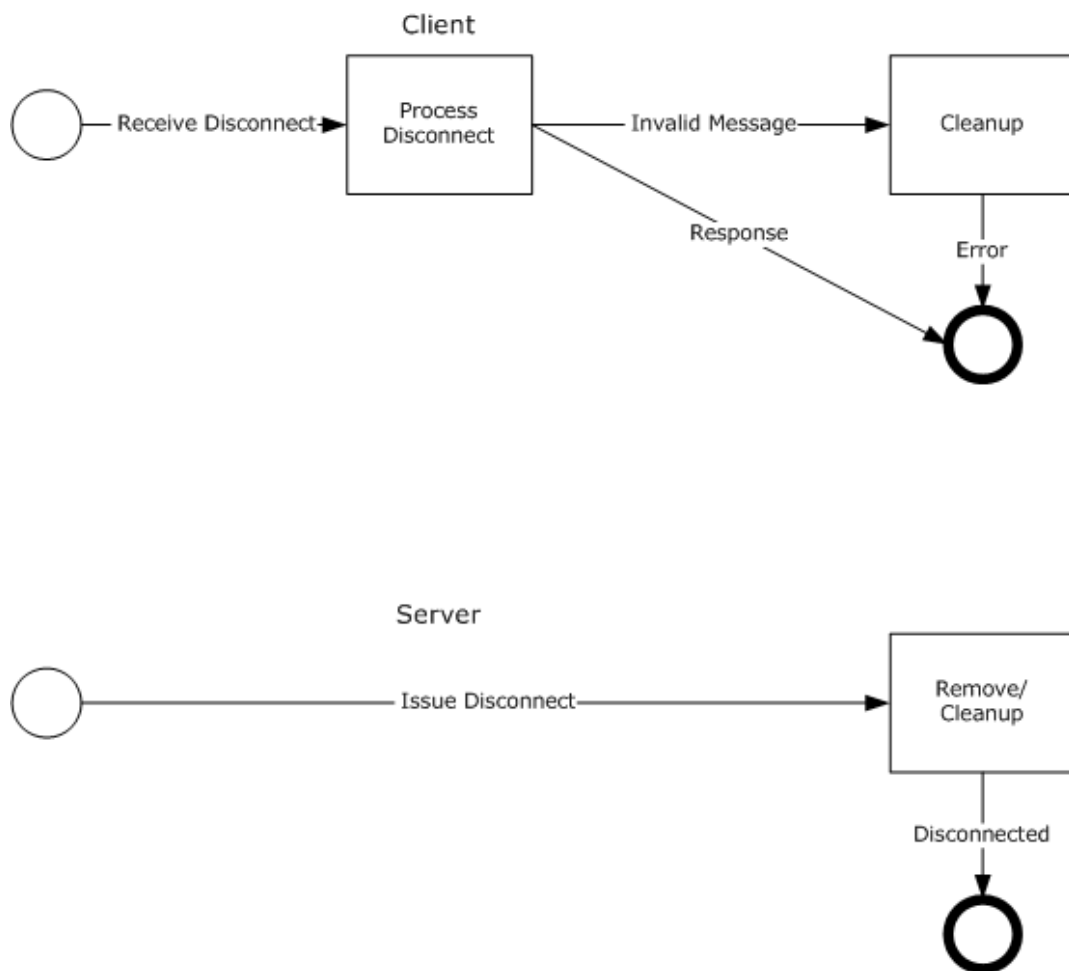 Client
Receive Disconnect
Process
Disconnect
Invalid Message
Cleanup
Response
Error
Server
Issue Disconnect
Remove/
Cleanup
Disconnected